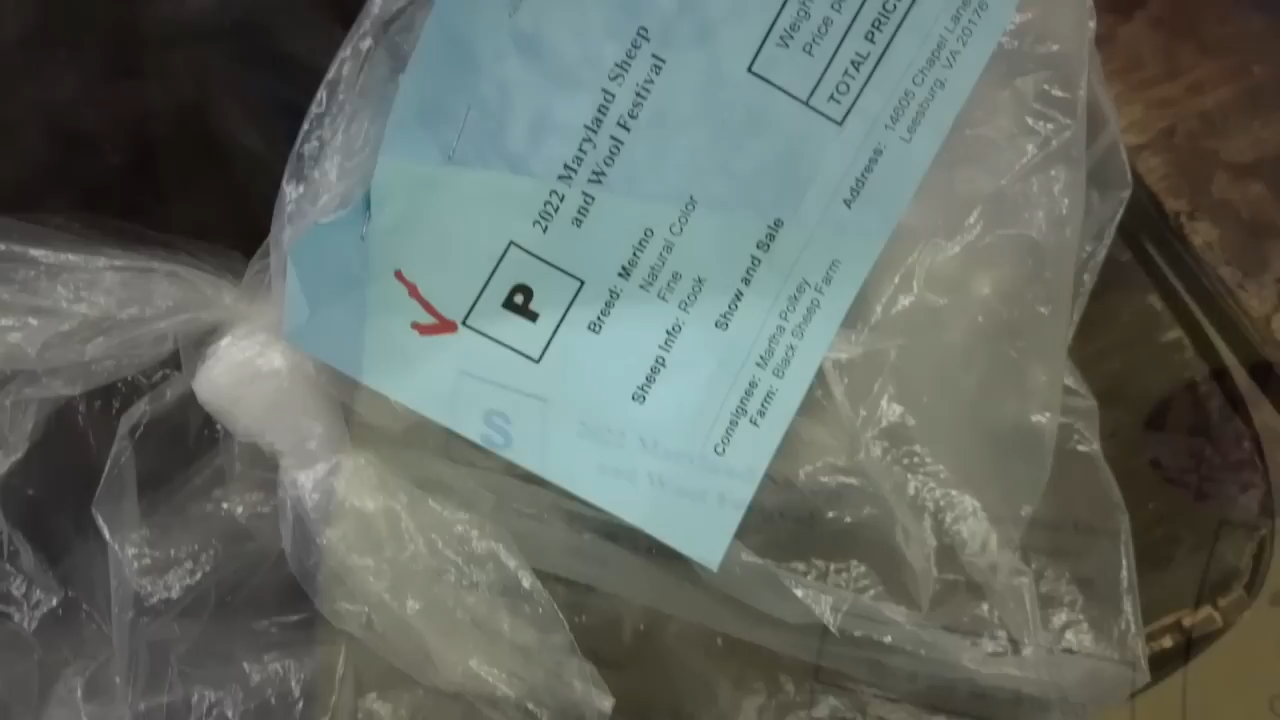 2022 Maryland Sheep
and Wool Festival
P
Breed: Merino
Natural Color
Fine
Sheep Info: Rook
Show and Sale
Weigh
Price p
TOTAL PRIC
Consignee: Martha Polkey
Farm: Black Sheep Farm
Address: 14605 Chapel Lane
Leesburg, VA 20176
S